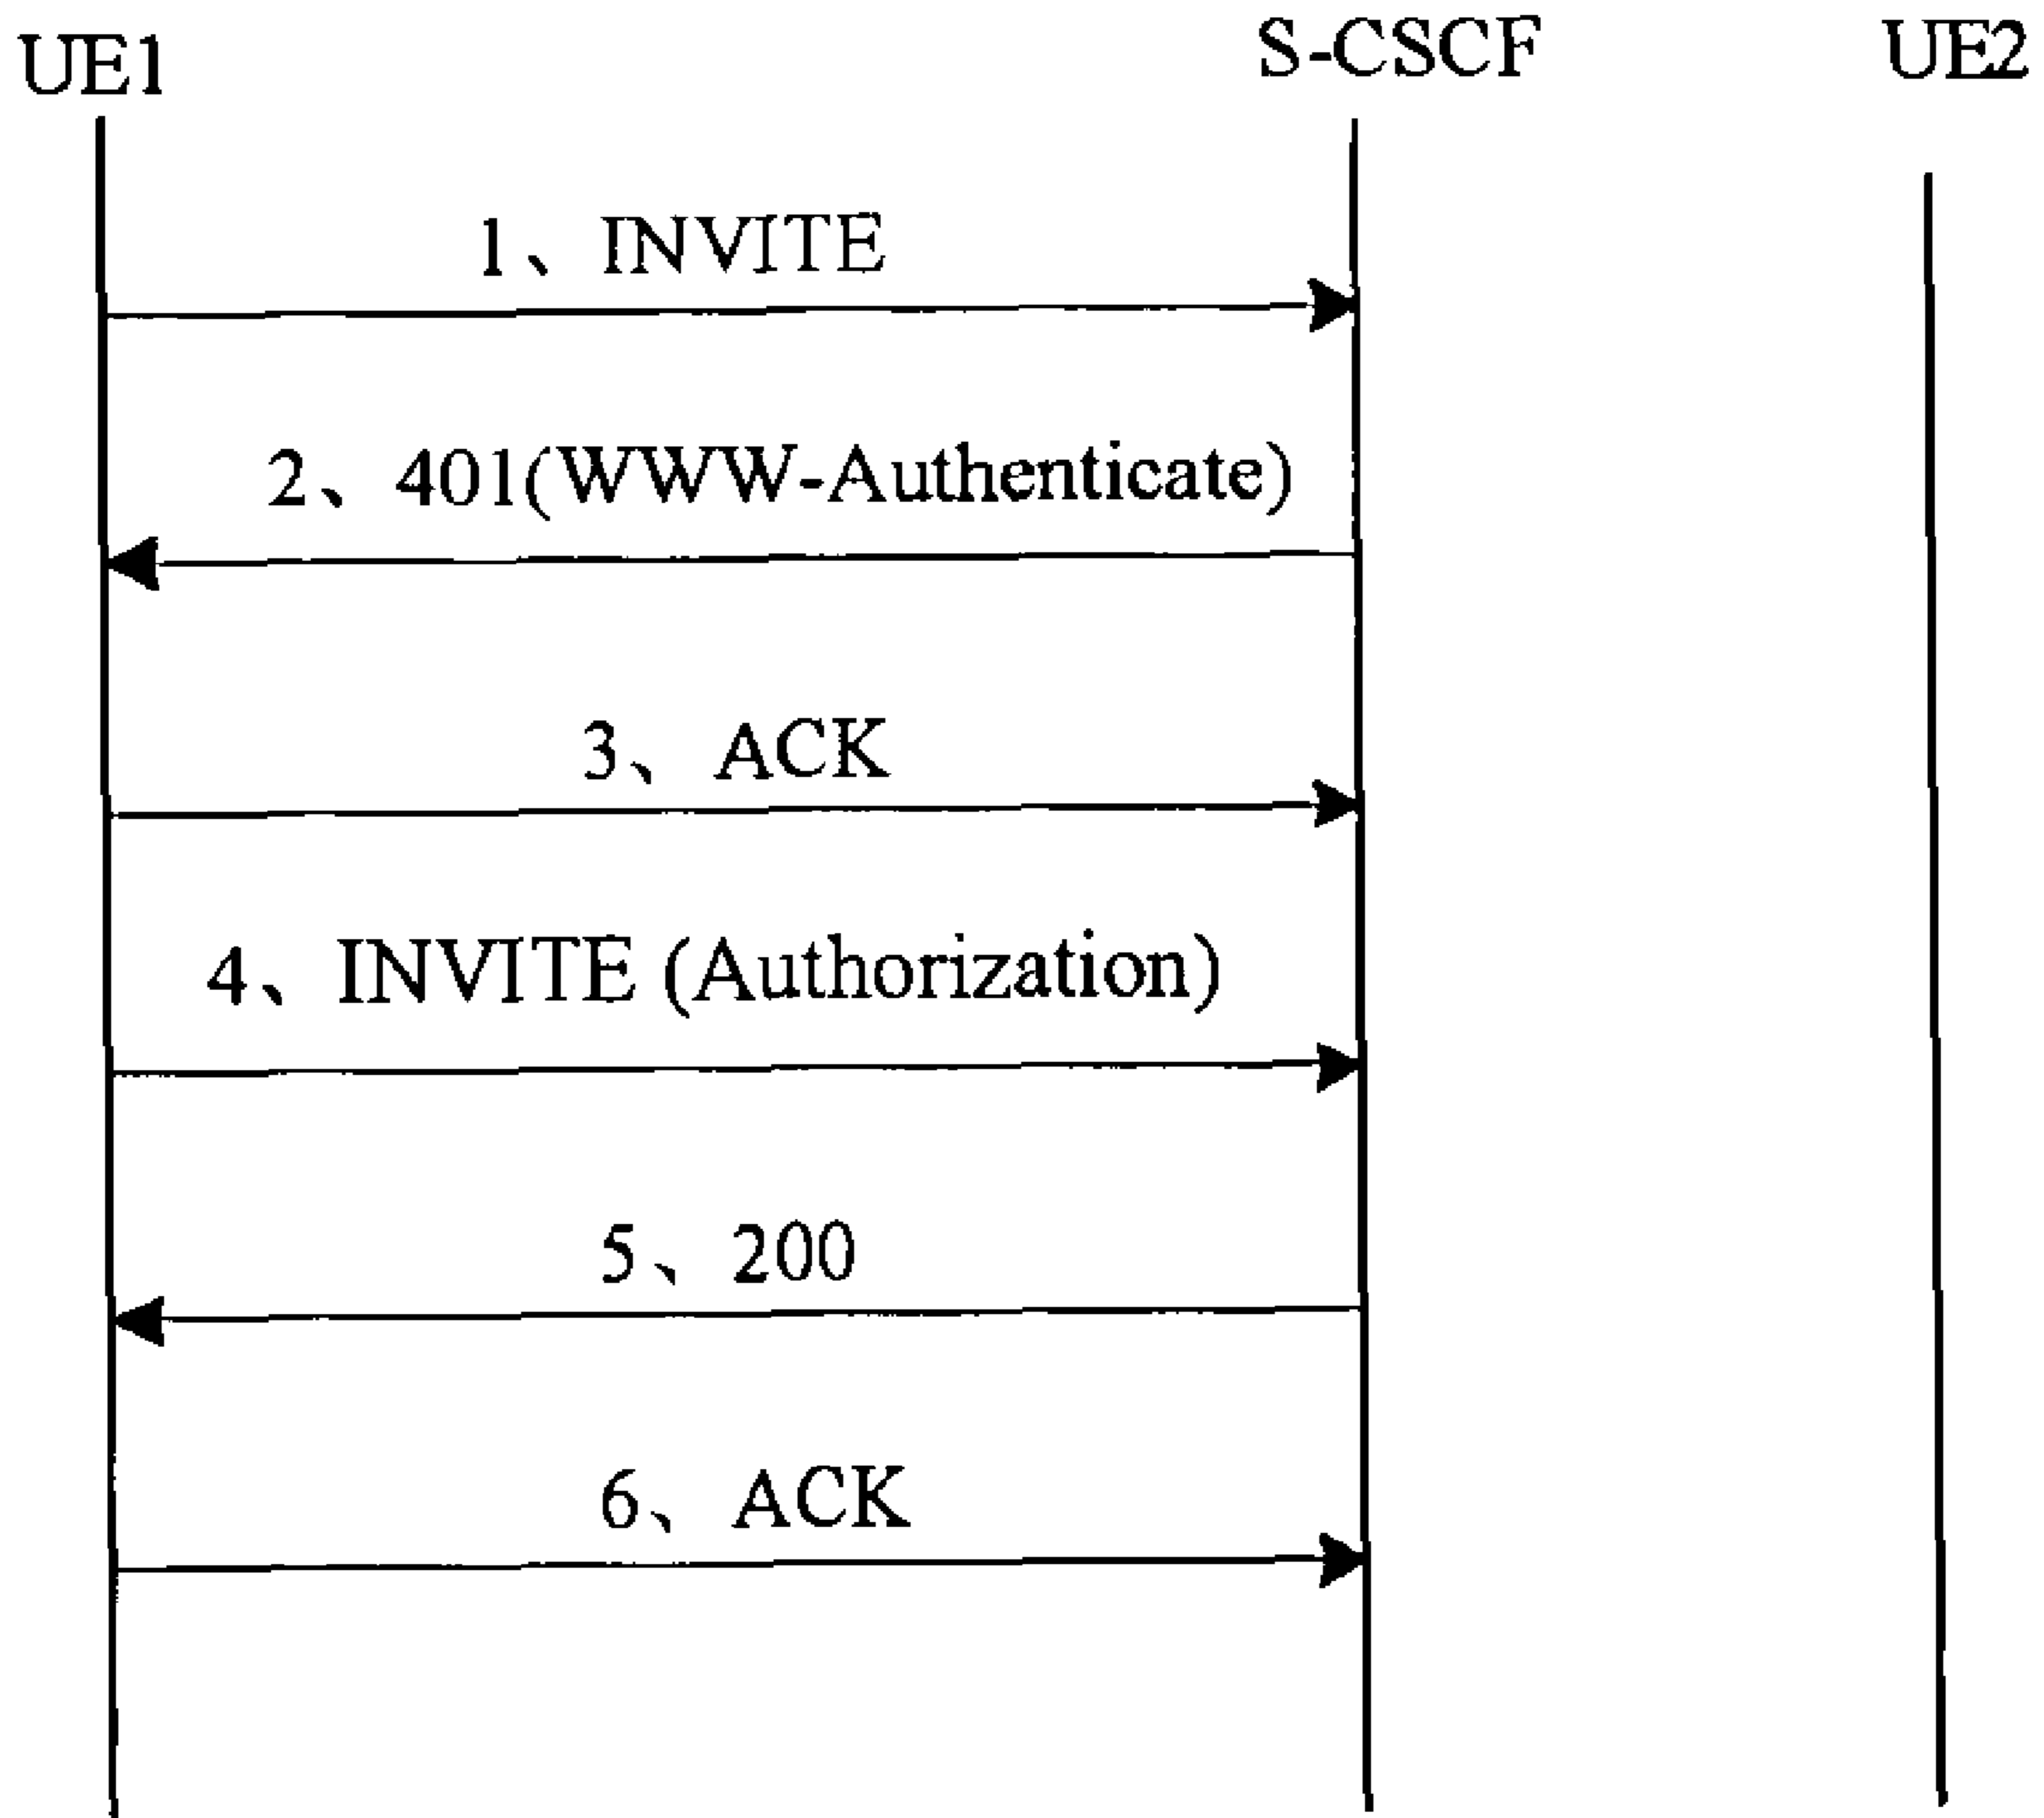 UE1
S-CSCF
UE2
1、INVITE
2、401(WWW-Authenticate)
3、ACK
4、INVITE (Authorization)
5、200
6、ACK